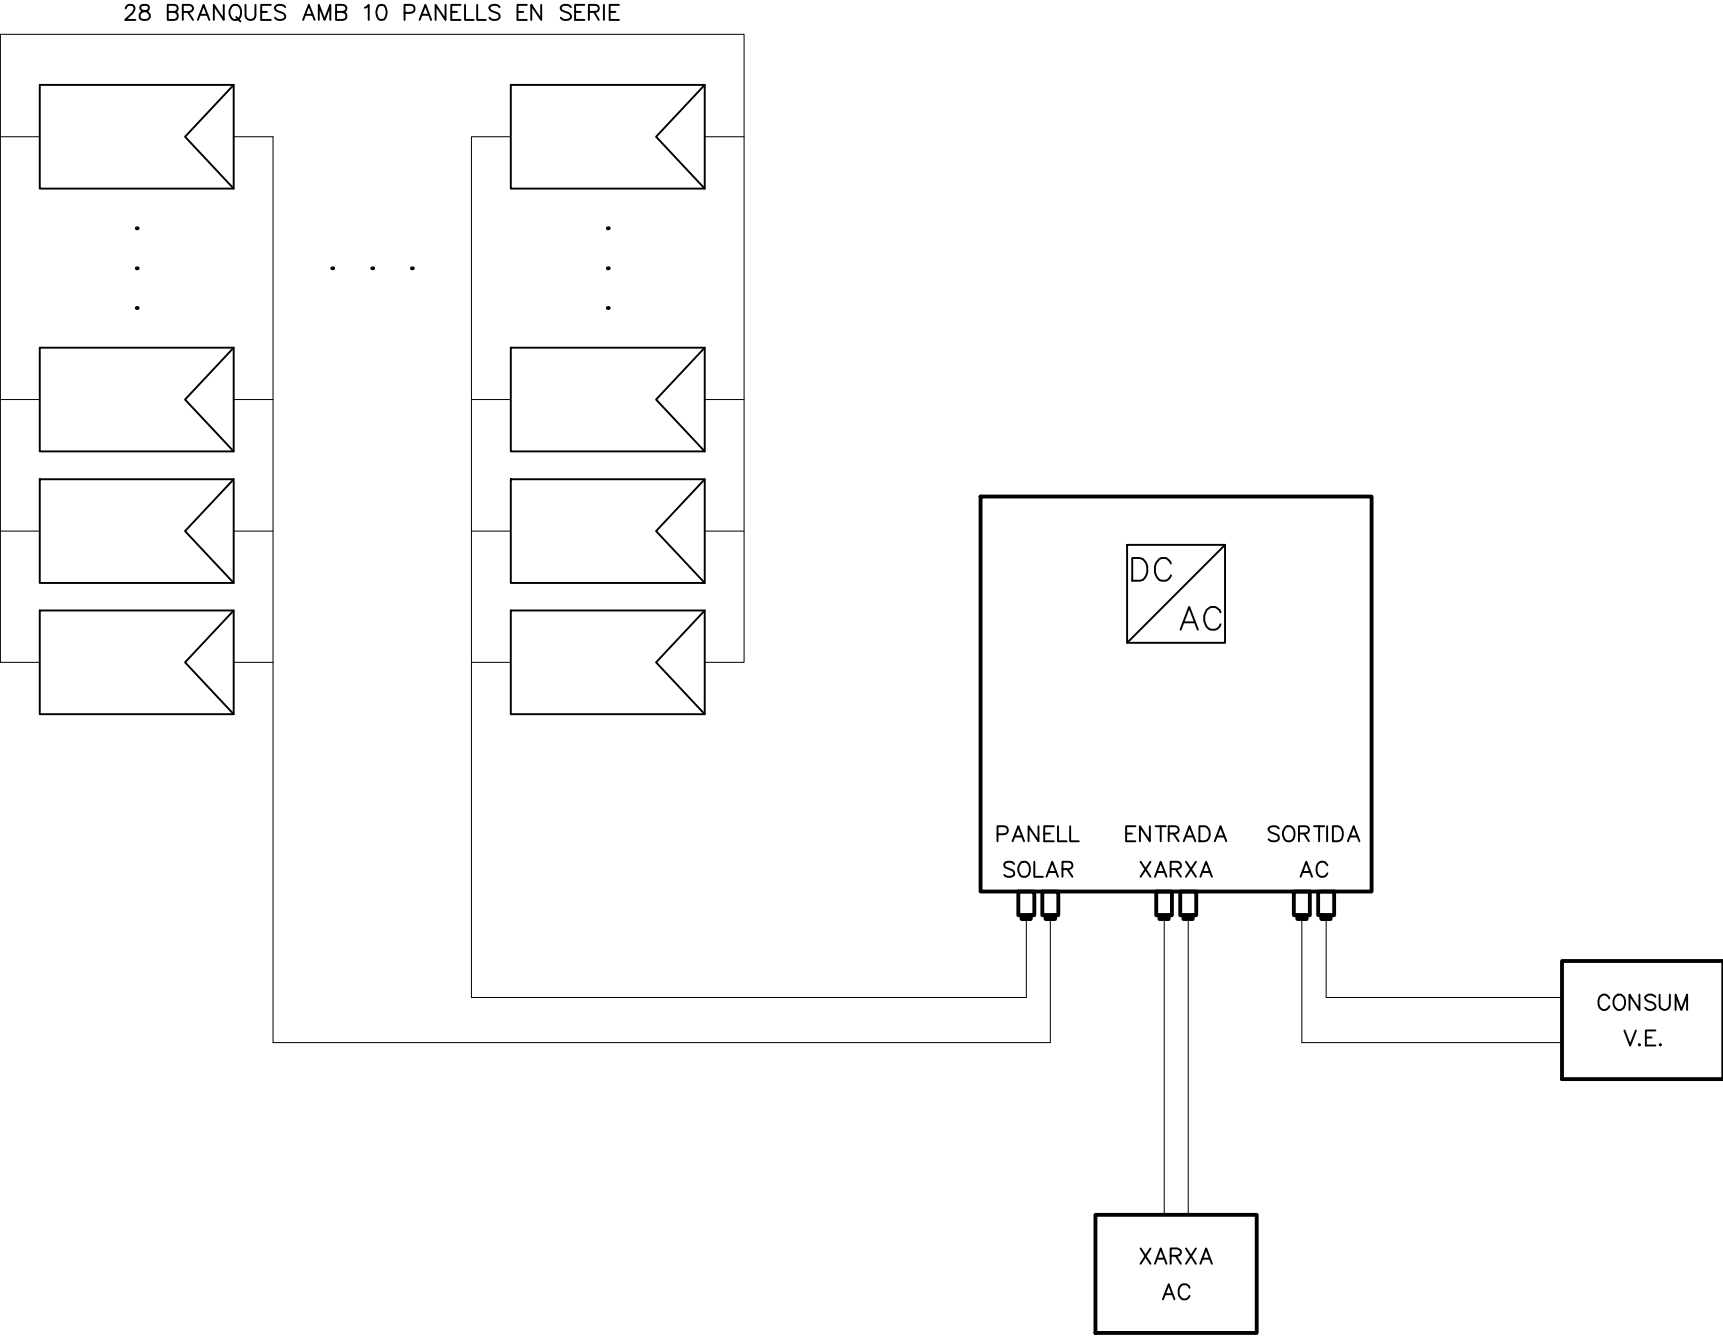 28 BRANQUES AMB 10 PANELLS EN SERIE
DC
AC
PANELL
SOLAR
ENTRADA
XARXA
SORTIDA
AC
CONSUM
V.E.
XARXA
AC